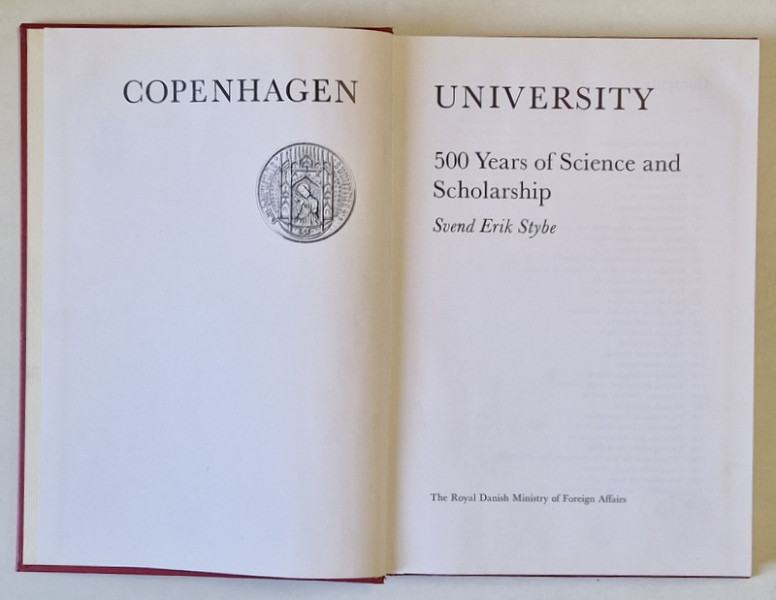 COPENHAGEN UNIVERSITY
500 Years of Science and
Scholarship
Svend Erik Stybe
The Royal Danish Ministry of Foreign Affairs